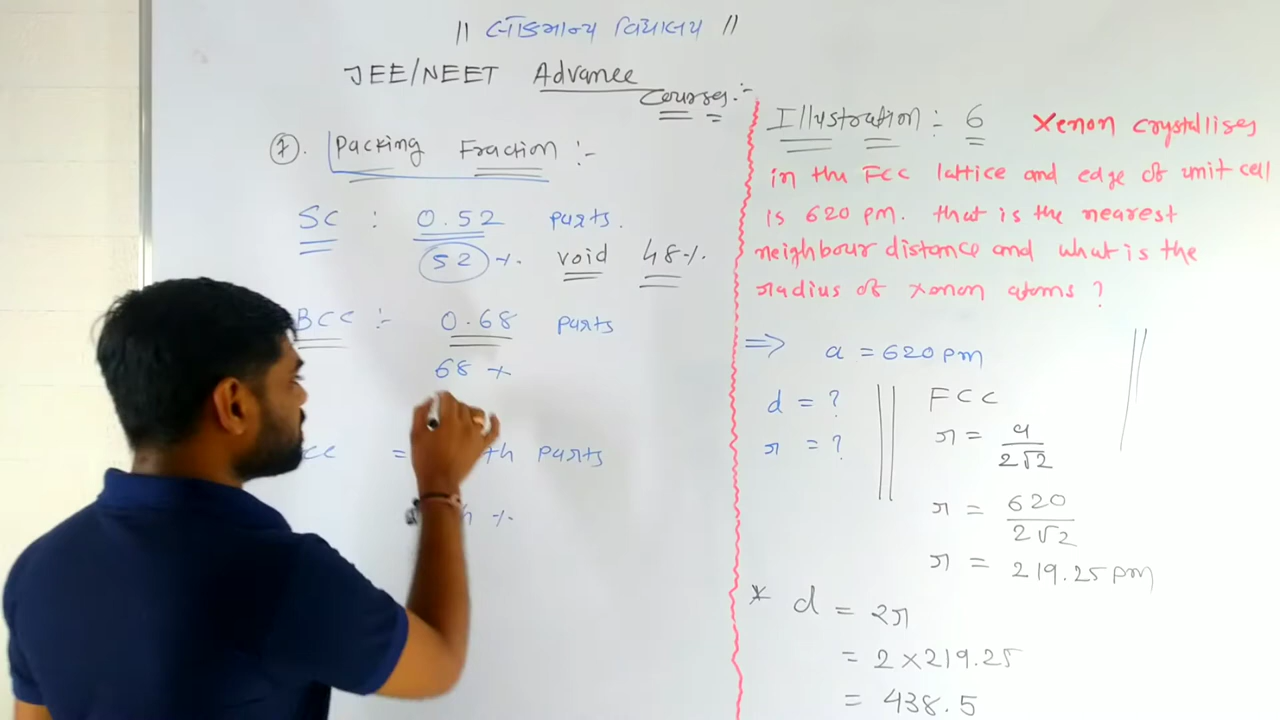 || लोकमान्य विद्यालय ||
JEE/NEET Advance
Courses :-
7. Packing Fraction :-
SC : 0.52 parts.
52 %. void 48%.
BCC :- 0.68 parts
68 %
= parts
%
Illustration :- 6 Xenon crystallises
in the FCC lattice and edge of unit cell
is 620 pm. that is the nearest
neighbour distance and what is the
radius of xenon atoms ?
⇒ a = 620 pm
d = ?
r = ?
FCC
r = a/2√2
r = 620/2√2
r = 219.25 pm
* d = 2r
= 2 × 219.25
= 438.5